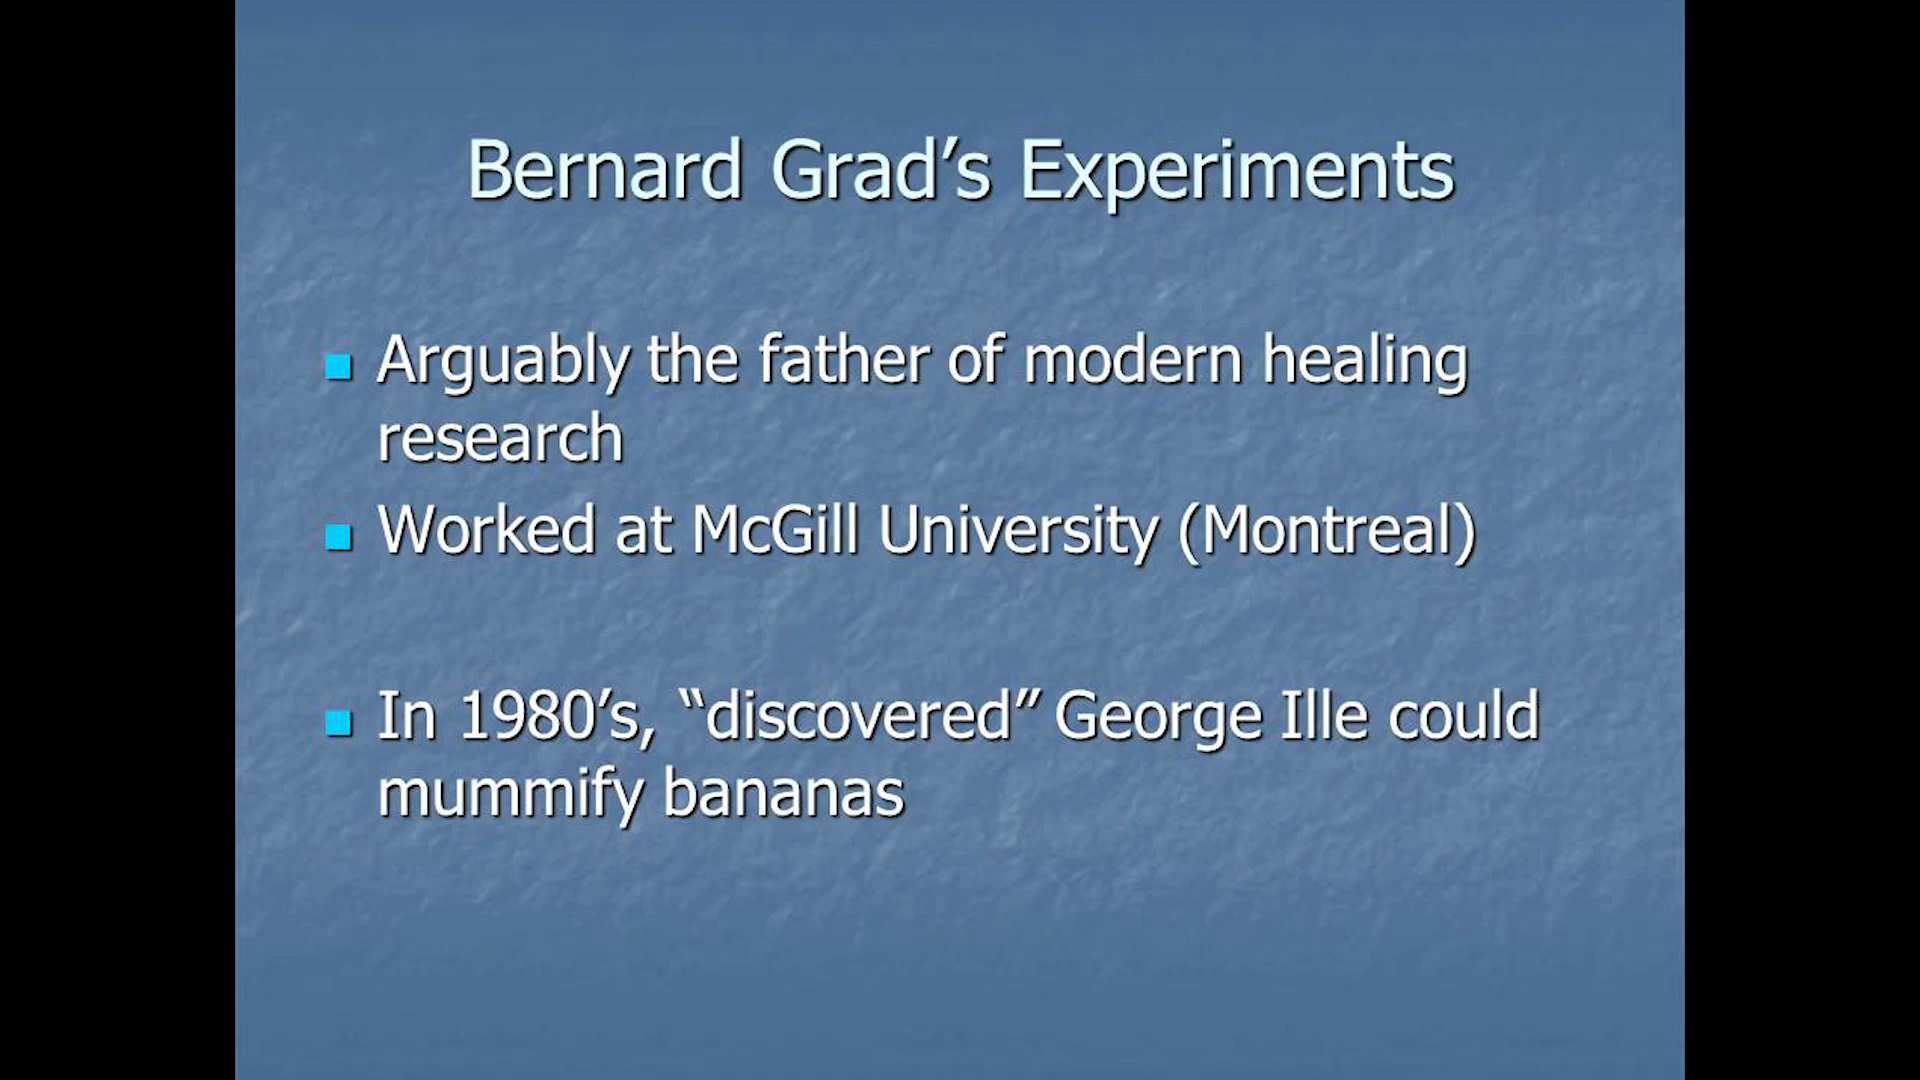 Bernard Grad’s Experiments
Arguably the father of modern healing
research
Worked at McGill University (Montreal)
In 1980’s, “discovered” George Ille could
mummify bananas